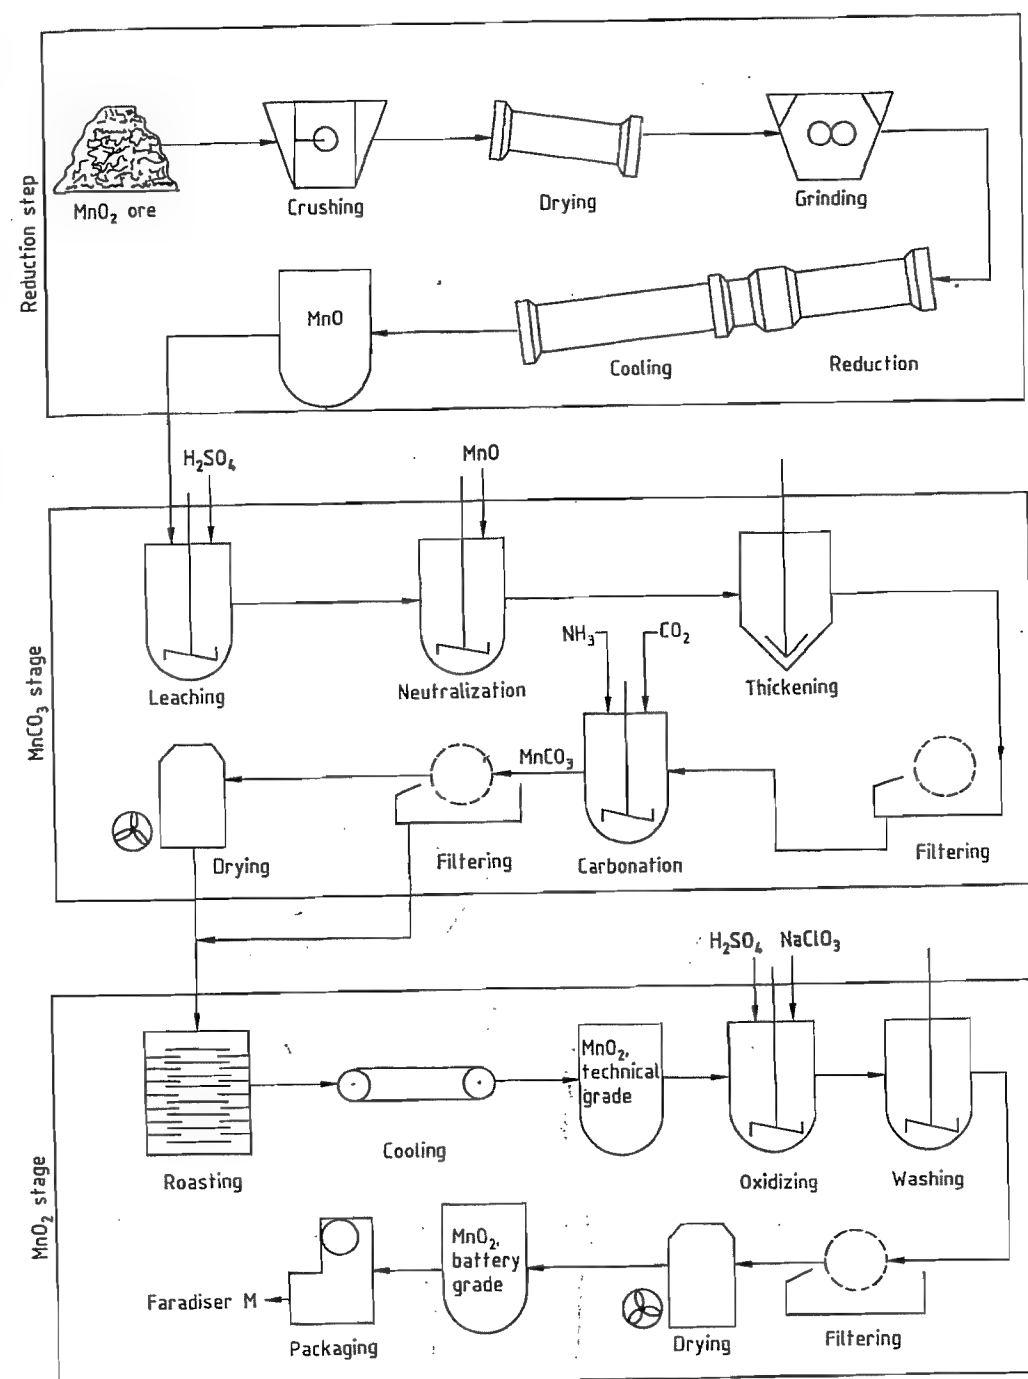 Reduction step
MnO₂ ore
Crushing
Drying
Grinding
MnO
Cooling
Reduction
MnCO₃ stage
H₂SO₄
MnO
Leaching
Neutralization
Thickening
NH₃
CO₂
MnCO₃
Drying
Filtering
Carbonation
Filtering
MnO₂ stage
H₂SO₄
NaClO₃
MnO₂,
technical
grade
Roasting
Cooling
Oxidizing
Washing
MnO₂,
battery
grade
Faradiser M
Packaging
Drying
Filtering